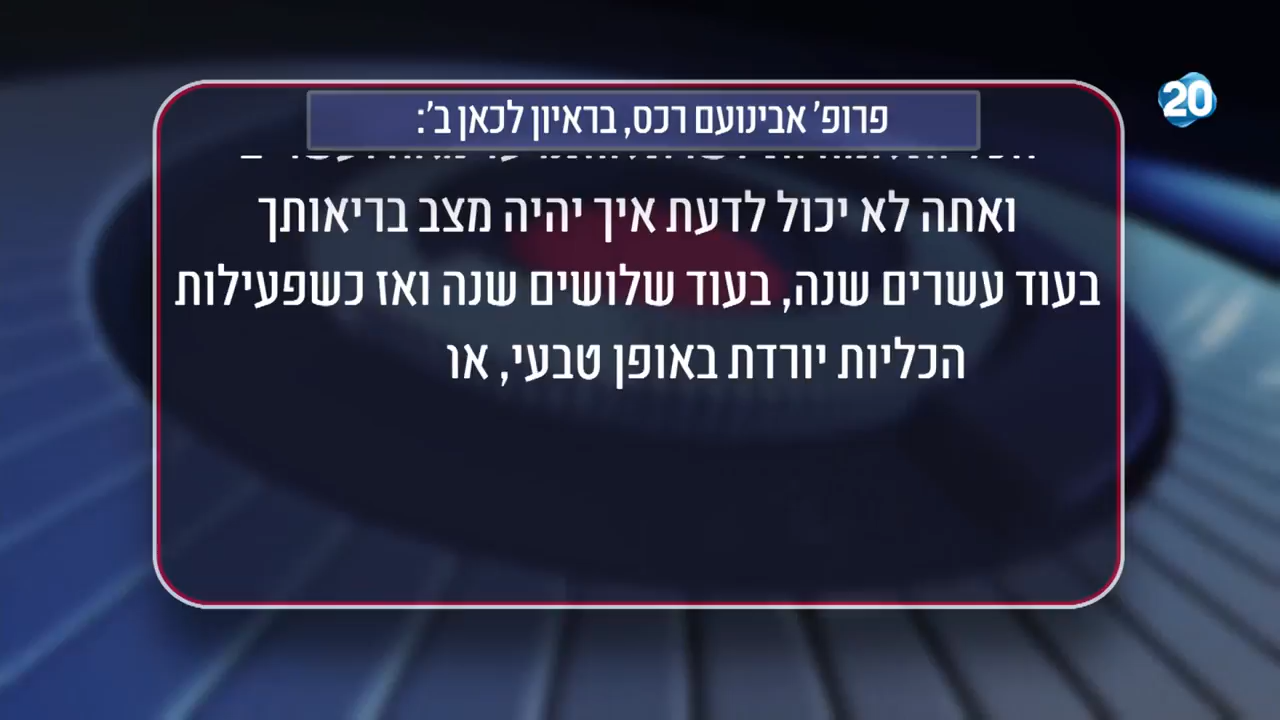 20
פרופ' אבינועם רכס, בראיון לכאן ב':
ואתה לא יכול לדעת איך יהיה מצב בריאותך
בעוד עשרים שנה, בעוד שלושים שנה ואז כשפעילות
הכליות יורדת באופן טבעי, או